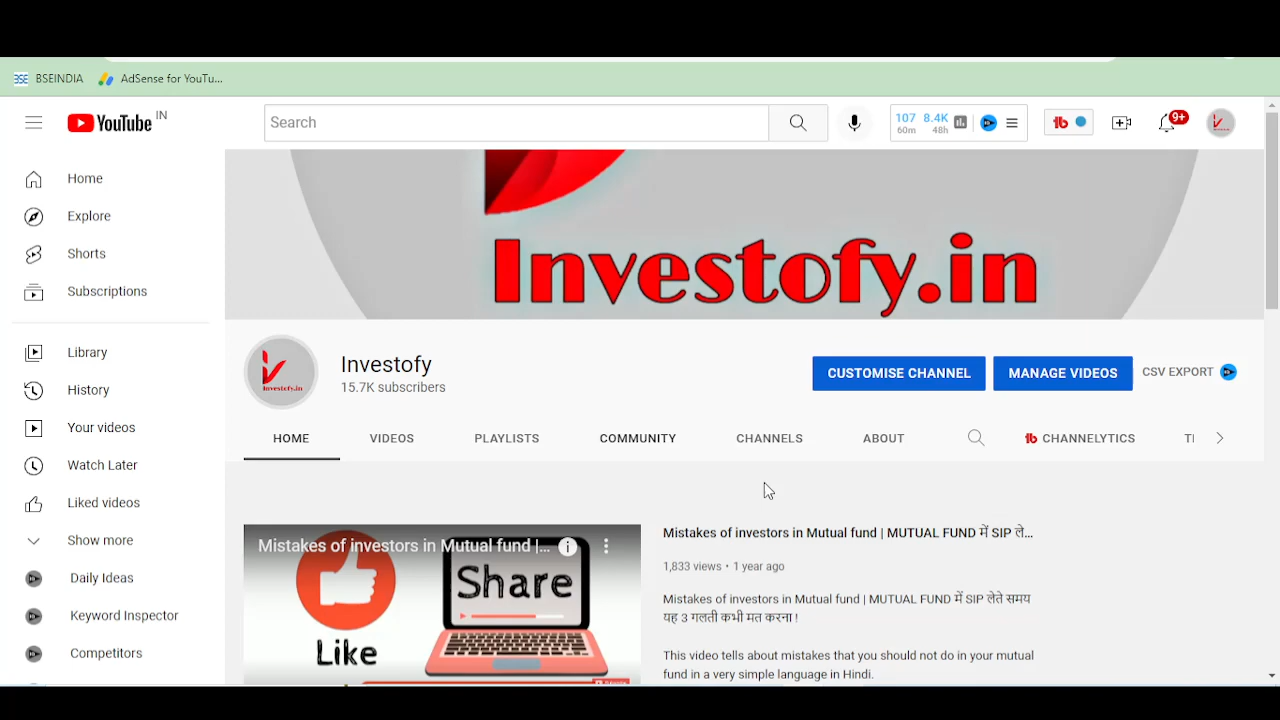 BSEINDIA
AdSense for YouTu...
YouTube IN
Search
107 8.4K
60m 48h
9+
Home
Explore
Shorts
Subscriptions
Library
History
Your videos
Watch Later
Liked videos
Show more
Daily Ideas
Keyword Inspector
Competitors
Investofy.in
Investofy.in
Investofy
15.7K subscribers
CUSTOMISE CHANNEL
MANAGE VIDEOS
CSV EXPORT
HOME
VIDEOS
PLAYLISTS
COMMUNITY
CHANNELS
ABOUT
CHANNELYTICS
Mistakes of investors in Mutual fund |...
Share
Like
Mistakes of investors in Mutual fund | MUTUAL FUND में SIP ले...
1,833 views • 1 year ago
Mistakes of investors in Mutual fund | MUTUAL FUND में SIP लेते समय
यह 3 गलती कभी मत करना !
This video tells about mistakes that you should not do in your mutual
fund in a very simple language in Hindi.